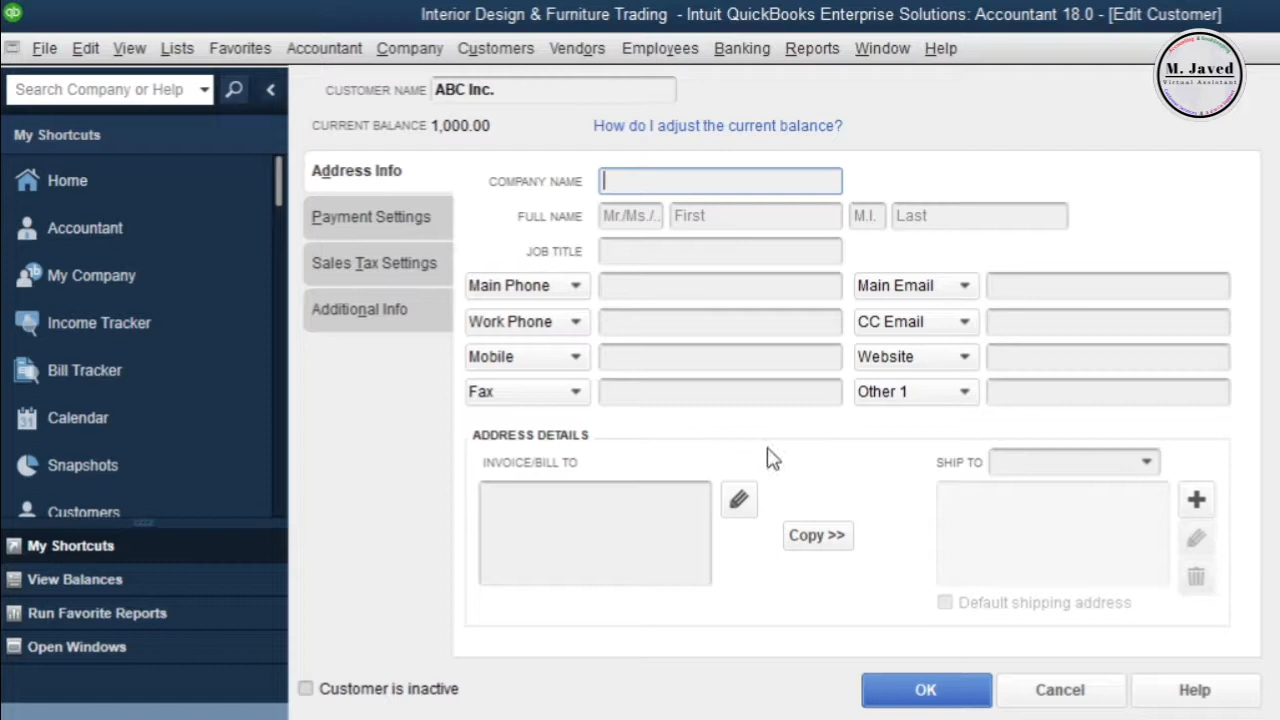 Interior Design & Furniture Trading - Intuit QuickBooks Enterprise Solutions: Accountant 18.0 - [Edit Customer]
File Edit View Lists Favorites Accountant Company Customers Vendors Employees Banking Reports Window Help
M. Javed
Virtual Assistant
Search Company or Help
My Shortcuts
Home
Accountant
My Company
Income Tracker
Bill Tracker
Calendar
Snapshots
Customers
My Shortcuts
View Balances
Run Favorite Reports
Open Windows
CUSTOMER NAME ABC Inc.
CURRENT BALANCE 1,000.00 How do I adjust the current balance?
Address Info
Payment Settings
Sales Tax Settings
Additional Info
COMPANY NAME
FULL NAME Mr./Ms./.. First M.I. Last
JOB TITLE
Main Phone Main Email
Work Phone CC Email
Mobile Website
Fax Other 1
ADDRESS DETAILS
INVOICE/BILL TO SHIP TO
Copy >>
Default shipping address
Customer is inactive
OK Cancel Help